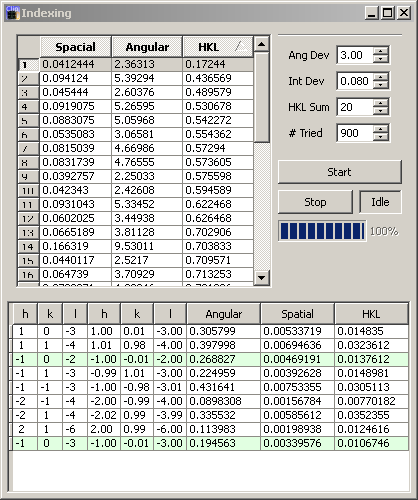 Clip Indexing
Spacial Angular HKL
1 0.0412444 2.36313 0.17244
2 0.094124 5.39294 0.436569
3 0.045444 2.60376 0.489579
4 0.0919075 5.26595 0.530678
5 0.0883075 5.05968 0.542272
6 0.0535083 3.06581 0.554362
7 0.0815039 4.66986 0.57294
8 0.0831739 4.76555 0.573605
9 0.0392757 2.25033 0.575598
10 0.042343 2.42608 0.594589
11 0.0931043 5.33452 0.622468
12 0.0602025 3.44938 0.626468
13 0.0665189 3.81128 0.702906
14 0.166319 9.53011 0.703833
15 0.0440117 2.5217 0.709571
16 0.064739 3.70929 0.713253
Ang Dev 3.00
Int Dev 0.080
HKL Sum 20
# Tried 900
Start
Stop Idle
100%
h k l h k l Angular Spatial HKL
1 0 -3 1.00 0.01 -3.00 0.305799 0.00533719 0.014835
1 1 -4 1.01 0.98 -4.00 0.397998 0.00694636 0.0323612
-1 0 -2 -1.00 -0.01 -2.00 0.268827 0.00469191 0.0137612
-1 1 -3 -0.99 1.01 -3.00 0.224959 0.00392628 0.0148981
-1 -1 -3 -1.00 -0.98 -3.01 0.431641 0.00753355 0.0305113
-2 -1 -4 -2.00 -0.99 -4.00 0.0898308 0.00156784 0.00770182
-2 1 -4 -2.02 0.99 -3.99 0.335532 0.00585612 0.0352355
2 1 -6 2.00 0.99 -6.00 0.113983 0.00198938 0.0124616
-1 0 -3 -1.00 -0.01 -3.00 0.194563 0.00339576 0.0106746